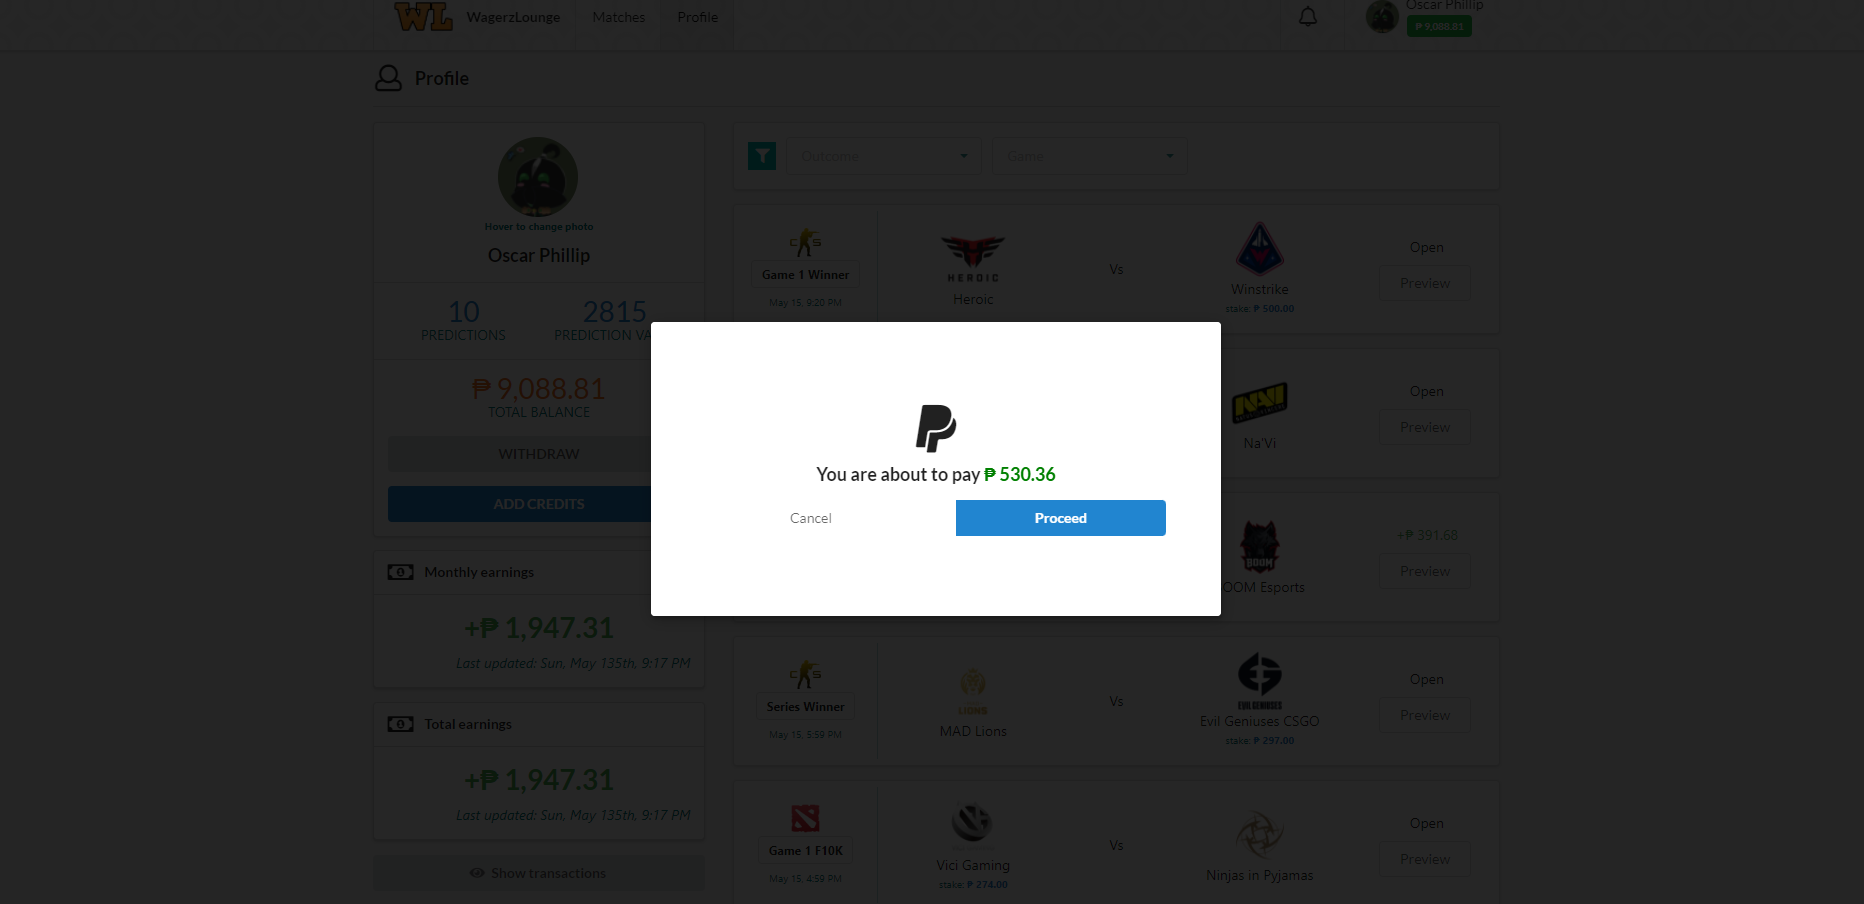 WL WagerzLounge Matches Profile
Oscar Phillip
₱ 9,088.81
Profile
Hover to change photo
Oscar Phillip
10
PREDICTIONS
2815
PREDICTION VA
₱ 9,088.81
TOTAL BALANCE
WITHDRAW
ADD CREDITS
Monthly earnings
+₱ 1,947.31
Last updated: Sun, May 135th, 9:17 PM
Total earnings
+₱ 1,947.31
Last updated: Sun, May 135th, 9:17 PM
Show transactions
Outcome
Game
CS
Game 1 Winner
May 15, 9:20 PM
HEROIC
Heroic
Vs
Winstrike
stake: ₱ 500.00
Open
Preview
NAVI
Na'Vi
Open
Preview
BOOM
OOM Esports
+₱ 391.68
Preview
You are about to pay ₱ 530.36
Cancel
Proceed
CS
Series Winner
May 15, 5:59 PM
LIONS
MAD Lions
Vs
EVIL GENIUSES
Evil Geniuses CSGO
stake: ₱ 297.00
Open
Preview
Game 1 F10K
May 15, 4:59 PM
Vici Gaming
stake: ₱ 274.00
Vs
Ninjas in Pyjamas
Open
Preview